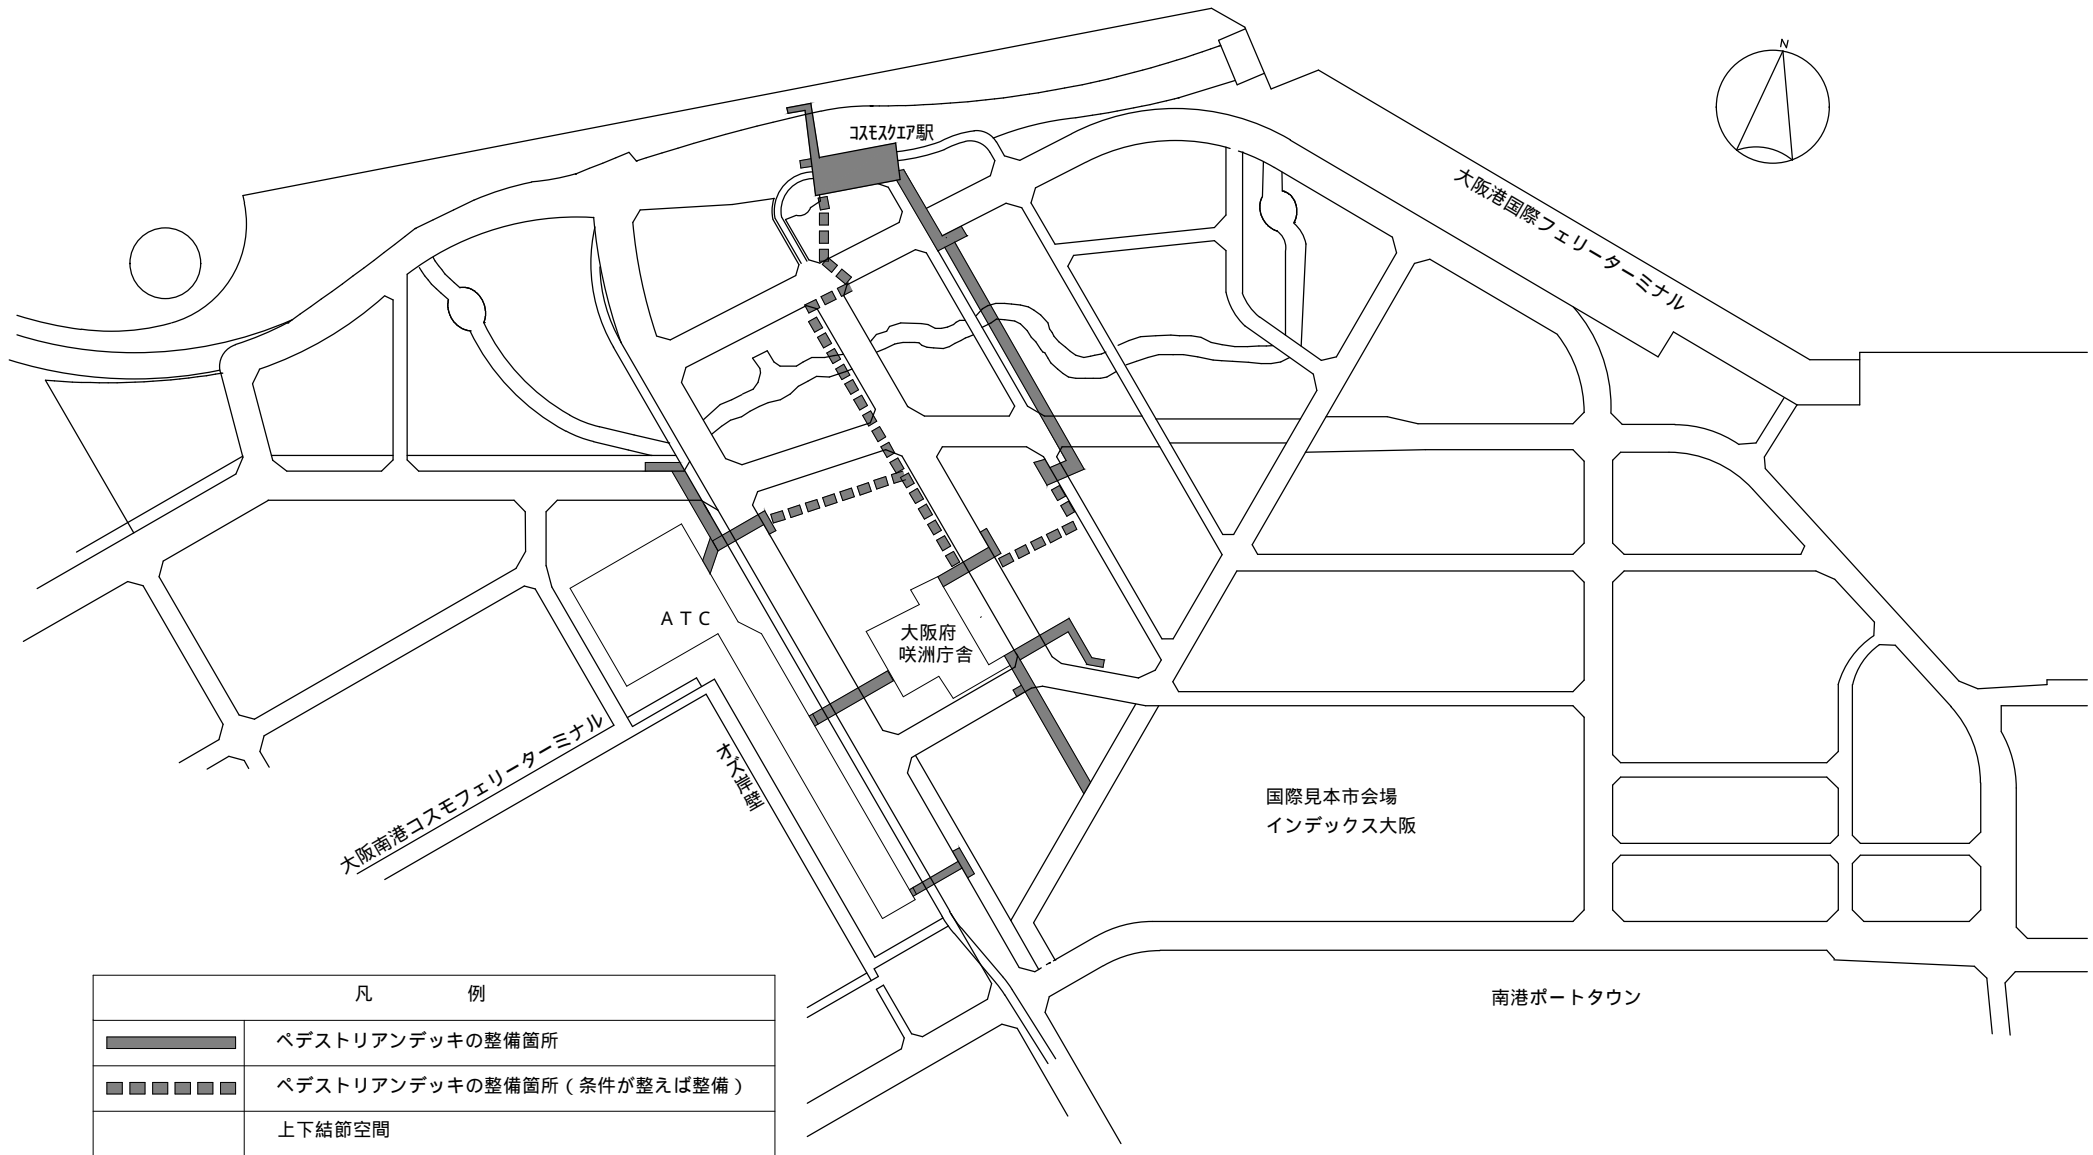 N
ｺｽﾓｽｸｴｱ駅
大阪港国際フェリーターミナル
ＡＴＣ
大阪府
咲洲庁舎
大阪南港コスモフェリーターミナル
オズ岸壁
国際見本市会場
インデックス大阪
南港ポートタウン
凡　例
ペデストリアンデッキの整備箇所
ペデストリアンデッキの整備箇所（条件が整えば整備）
上下結節空間